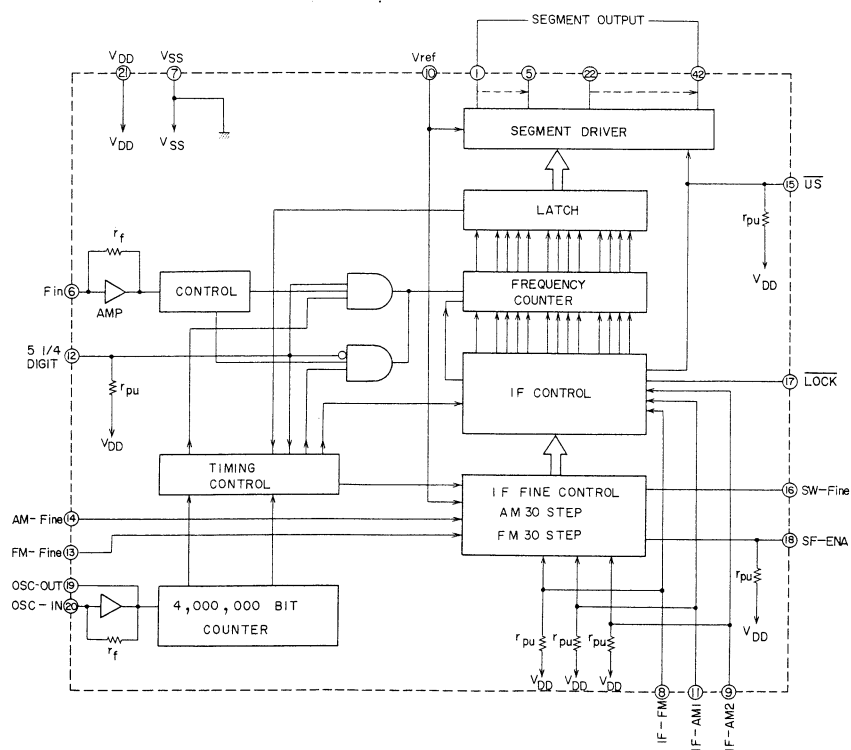 SEGMENT OUTPUT
VDD
VSS
Vref
21
7
10
1
5
22
42
VDD
VSS
SEGMENT DRIVER
US
15
rpu
VDD
LATCH
rf
Fin
6
AMP
CONTROL
FREQUENCY
COUNTER
5 1/4
DIGIT
12
rpu
VDD
IF CONTROL
17
LOCK
TIMING
CONTROL
IF FINE CONTROL
AM 30 STEP
FM 30 STEP
16
SW-Fine
AM-Fine
14
FM-Fine
13
18
SF-ENA
rpu
VDD
OSC-OUT
19
OSC-IN
20
rf
4,000,000 BIT
COUNTER
rpu
rpu
rpu
VDD
VDD
VDD
8
11
9
IF-FM
IF-AM1
IF-AM2